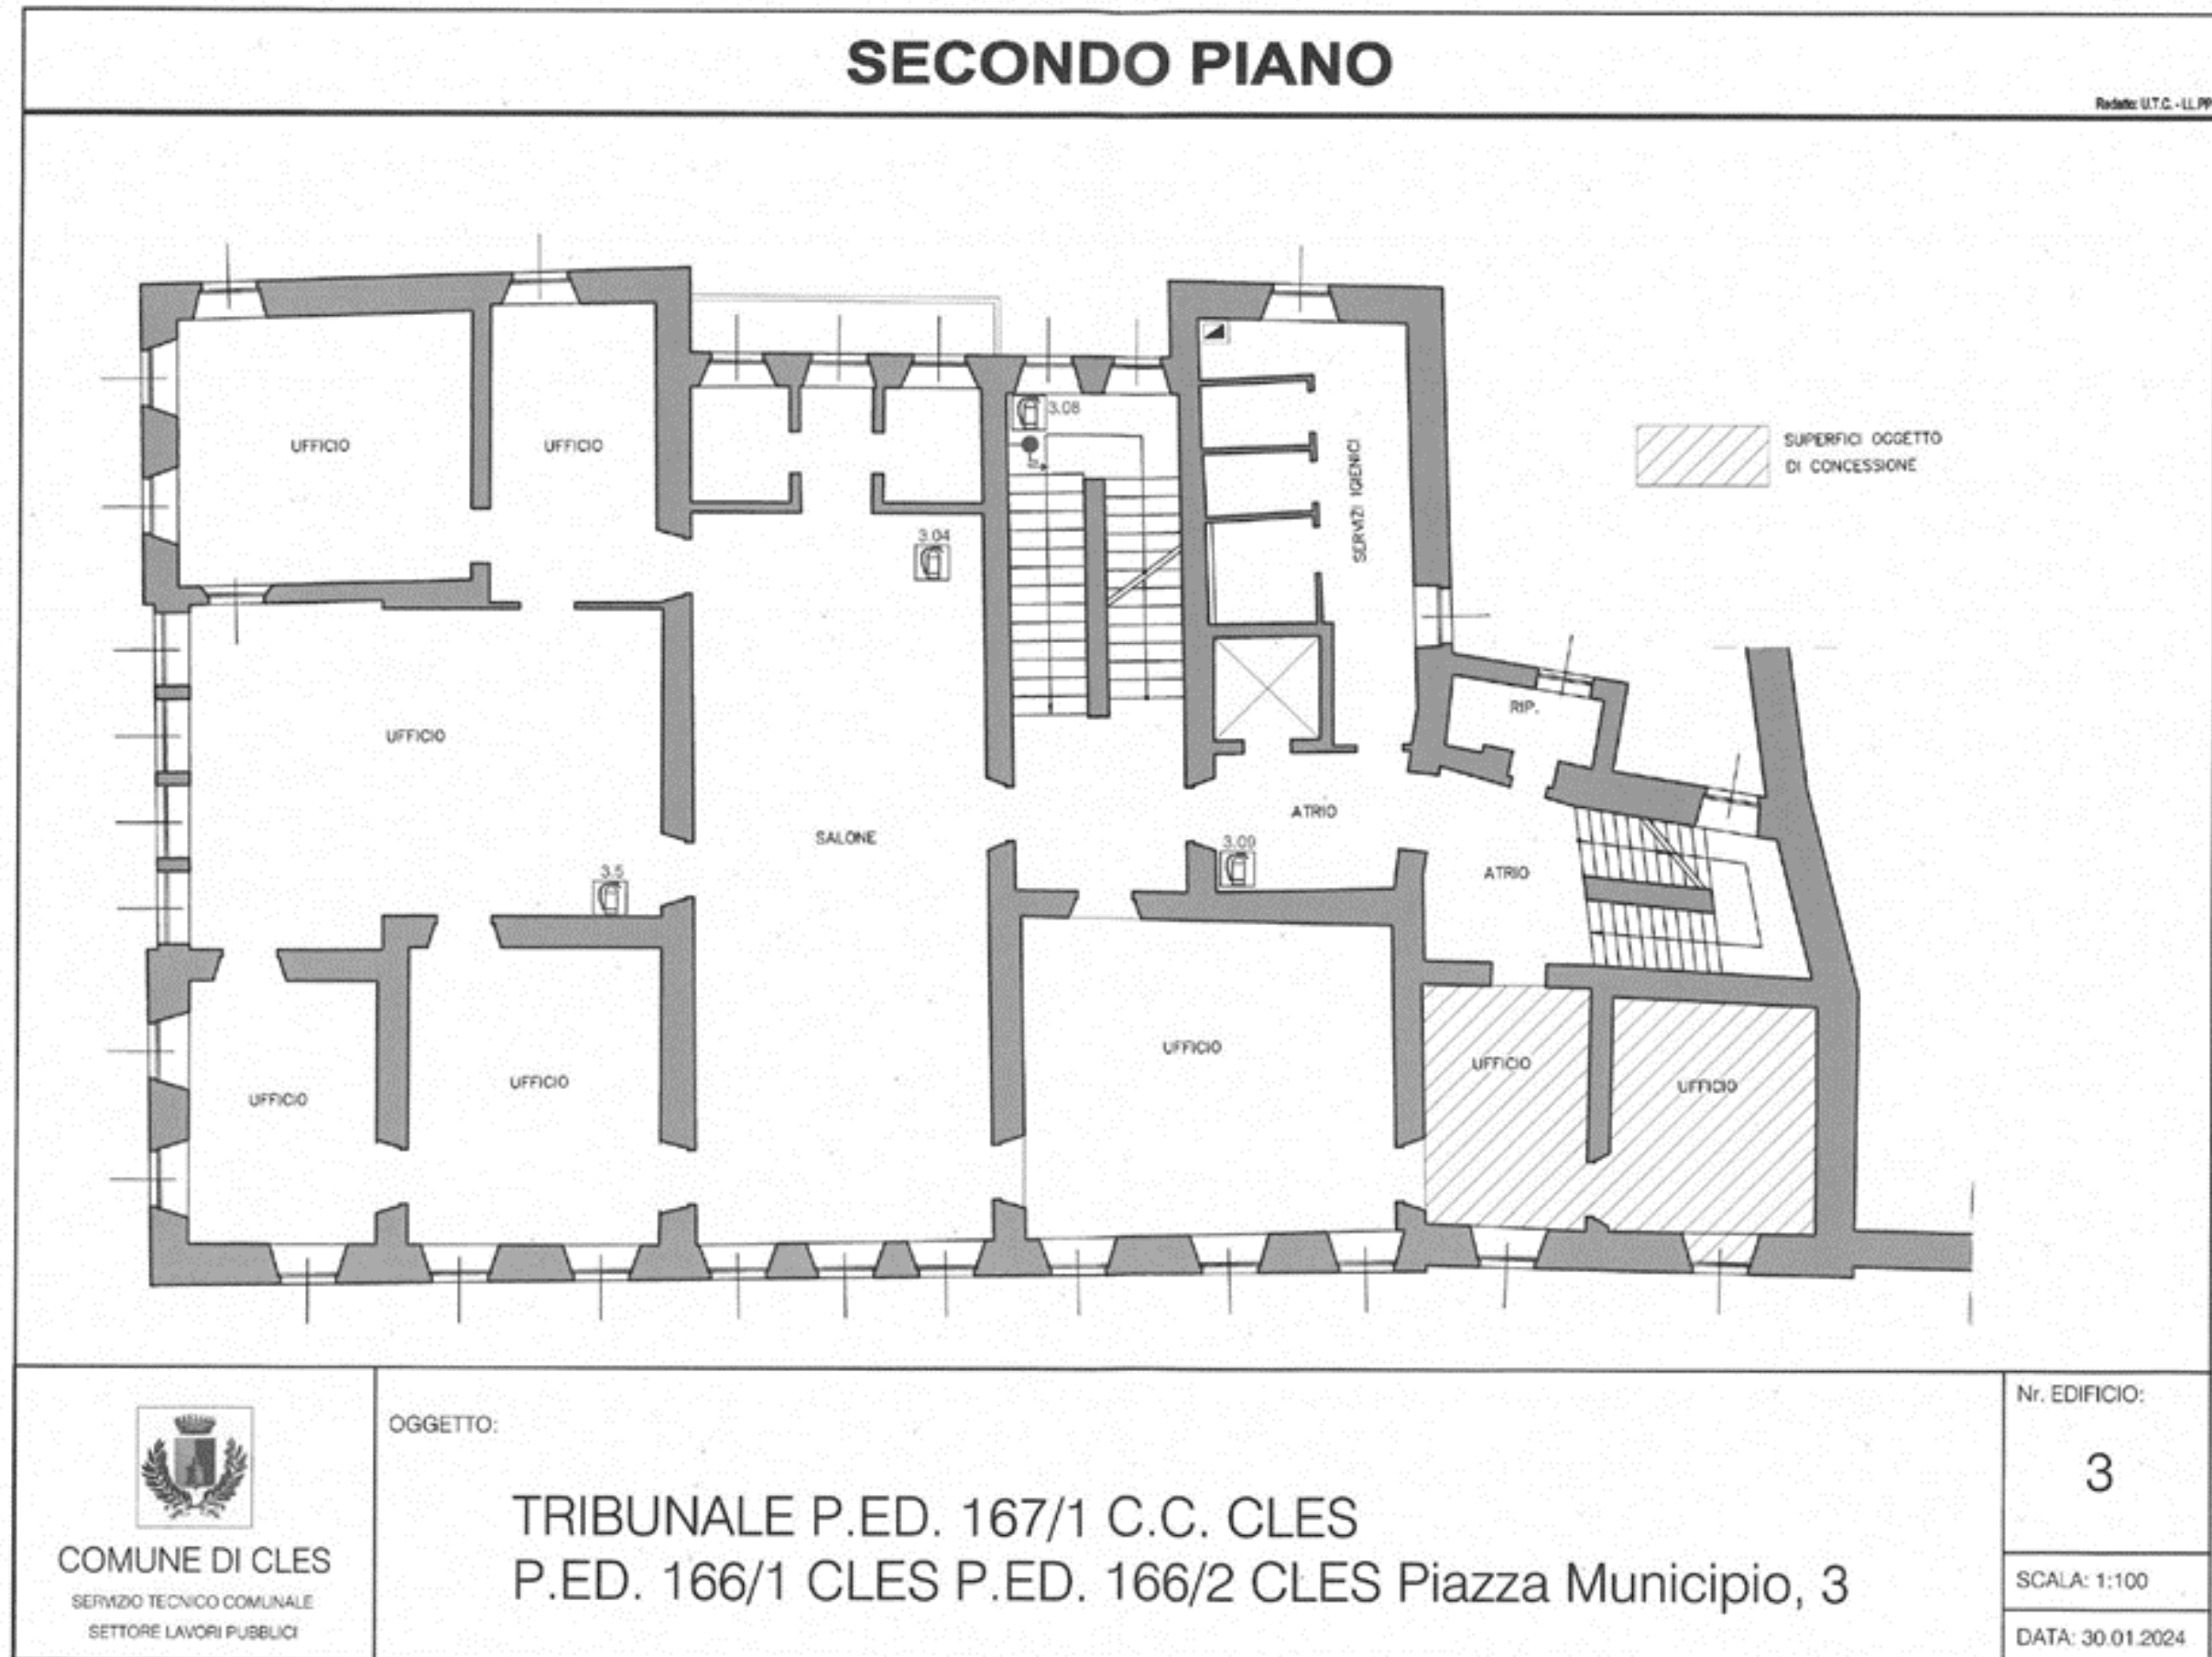 SECONDO PIANO
Redatto: U.T.C. - LL.PP
UFFICIO
UFFICIO
3.08
SERVIZI IGIENICI
SUPERFICI OGGETTO
DI CONCESSIONE
3.04
RIP.
UFFICIO
SALONE
ATRIO
3.09
ATRIO
3.5
UFFICIO
UFFICIO
UFFICIO
UFFICIO
UFFICIO
COMUNE DI CLES
SERVIZIO TECNICO COMUNALE
SETTORE LAVORI PUBBLICI
OGGETTO:
TRIBUNALE P.ED. 167/1 C.C. CLES
P.ED. 166/1 CLES P.ED. 166/2 CLES Piazza Municipio, 3
Nr. EDIFICIO:
3
SCALA: 1:100
DATA: 30.01.2024